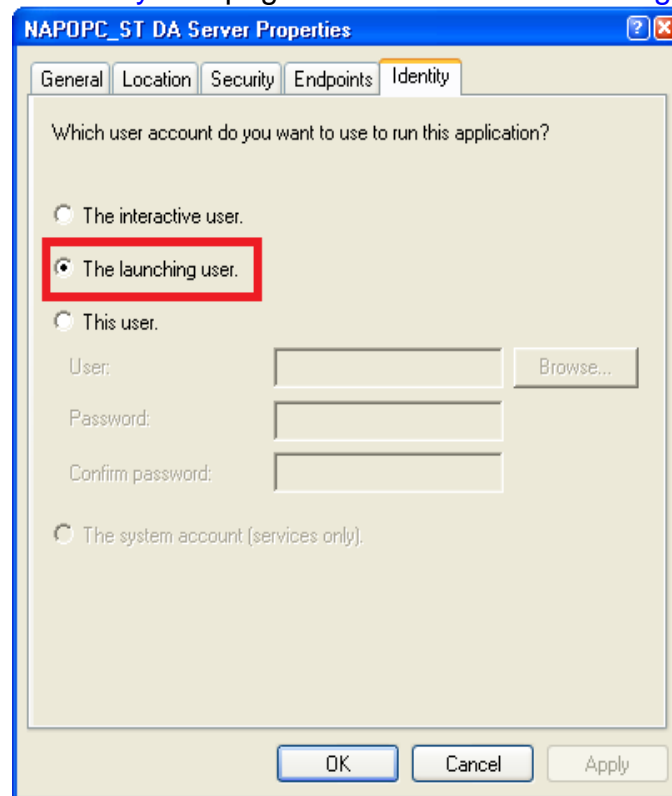 NAPOPC_ST DA Server Properties
General Location Security Endpoints Identity
Which user account do you want to use to run this application?
The interactive user.
The launching user.
This user.
User:
Browse...
Password:
Confirm password:
The system account (services only).
OK Cancel Apply